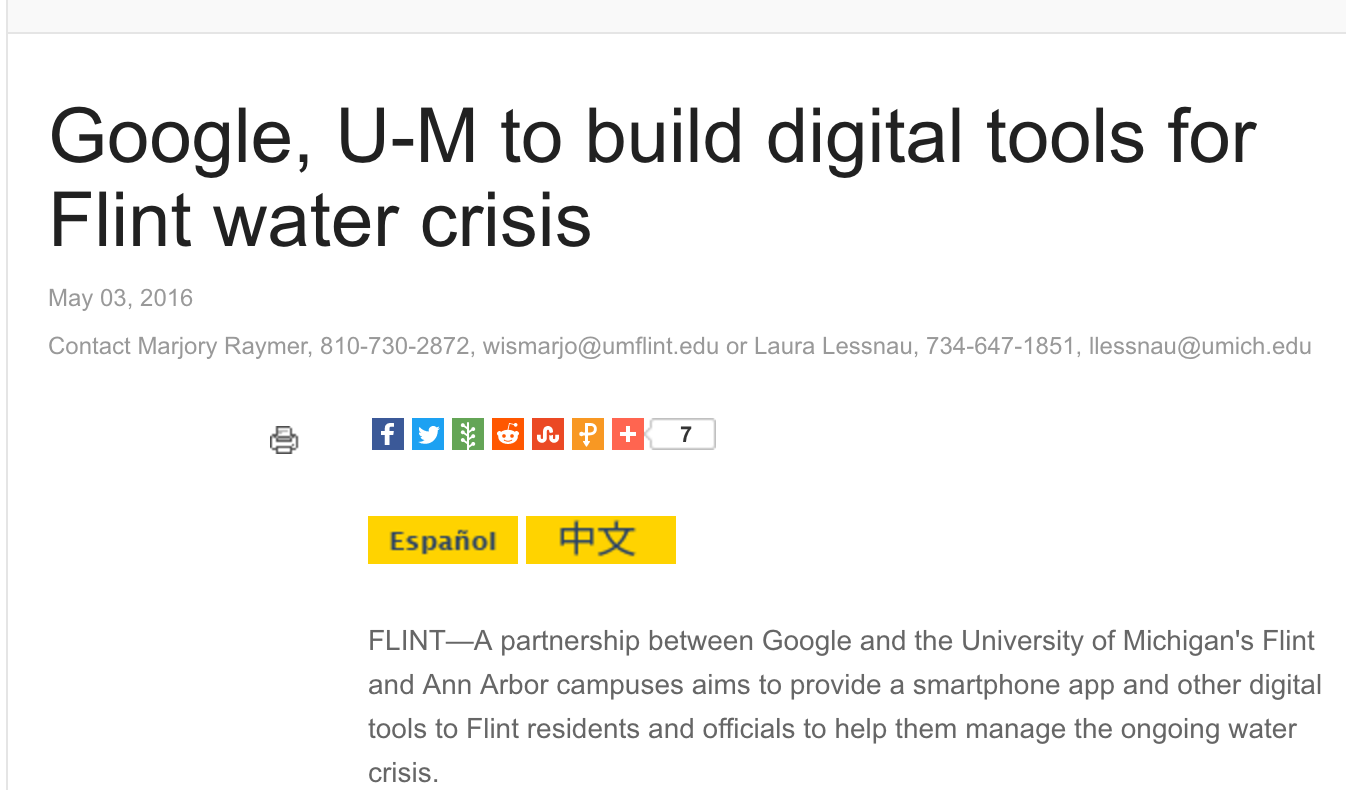 Google, U-M to build digital tools for
Flint water crisis
May 03, 2016
Contact Marjory Raymer, 810-730-2872, wismarjo@umflint.edu or Laura Lessnau, 734-647-1851, llessnau@umich.edu
7
Español 中文
FLINT—A partnership between Google and the University of Michigan's Flint
and Ann Arbor campuses aims to provide a smartphone app and other digital
tools to Flint residents and officials to help them manage the ongoing water
crisis.